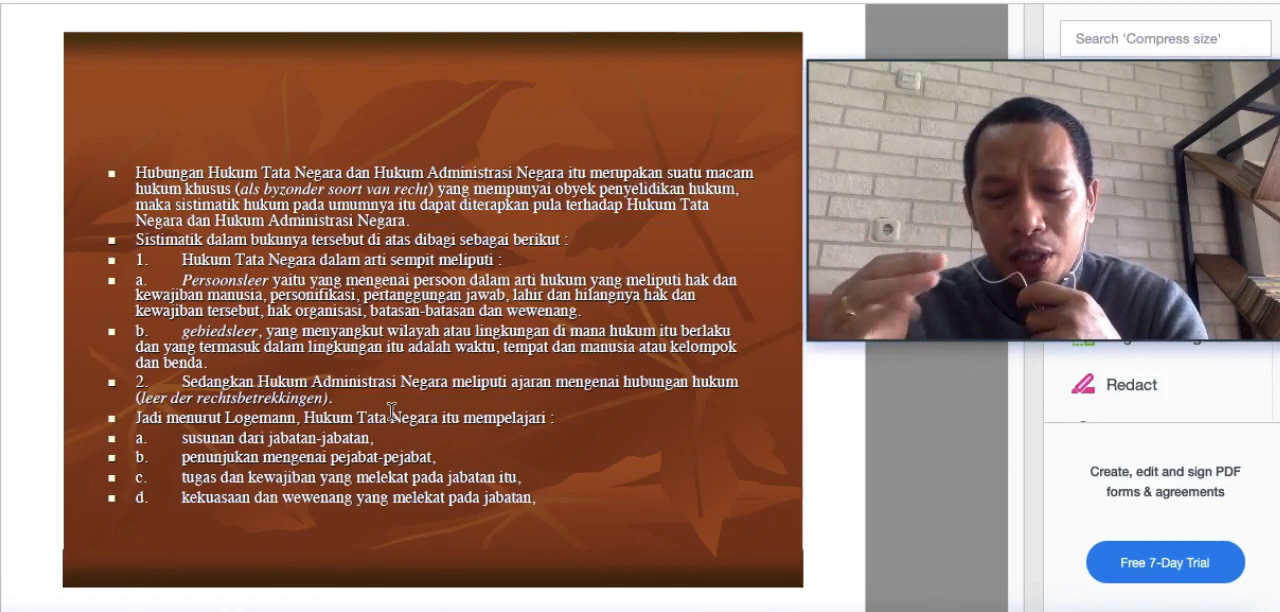 Search 'Compress size'
Hubungan Hukum Tata Negara dan Hukum Administrasi Negara itu merupakan suatu macam
hukum khusus (als byzonder soort van recht) yang mempunyai obyek penyelidikan hukum,
maka sistimatik hukum pada umumnya itu dapat diterapkan pula terhadap Hukum Tata
Negara dan Hukum Administrasi Negara.
Sistimatik dalam bukunya tersebut di atas dibagi sebagai berikut :
1. Hukum Tata Negara dalam arti sempit meliputi :
a. Persoonsleer yaitu yang mengenai persoon dalam arti hukum yang meliputi hak dan
kewajiban manusia, personifikasi, pertanggungan jawab, lahir dan hilangnya hak dan
kewajiban tersebut, hak organisasi, batasan-batasan dan wewenang.
b. gebiedsleer, yang menyangkut wilayah atau lingkungan di mana hukum itu berlaku
dan yang termasuk dalam lingkungan itu adalah waktu, tempat dan manusia atau kelompok
dan benda.
2. Sedangkan Hukum Administrasi Negara meliputi ajaran mengenai hubungan hukum
(leer der rechtsbetrekkingen).
Jadi menurut Logemann, Hukum Tata Negara itu mempelajari :
a. susunan dari jabatan-jabatan,
b. penunjukan mengenai pejabat-pejabat,
c. tugas dan kewajiban yang melekat pada jabatan itu,
d. kekuasaan dan wewenang yang melekat pada jabatan,
Redact
Create, edit and sign PDF
forms & agreements
Free 7-Day Trial